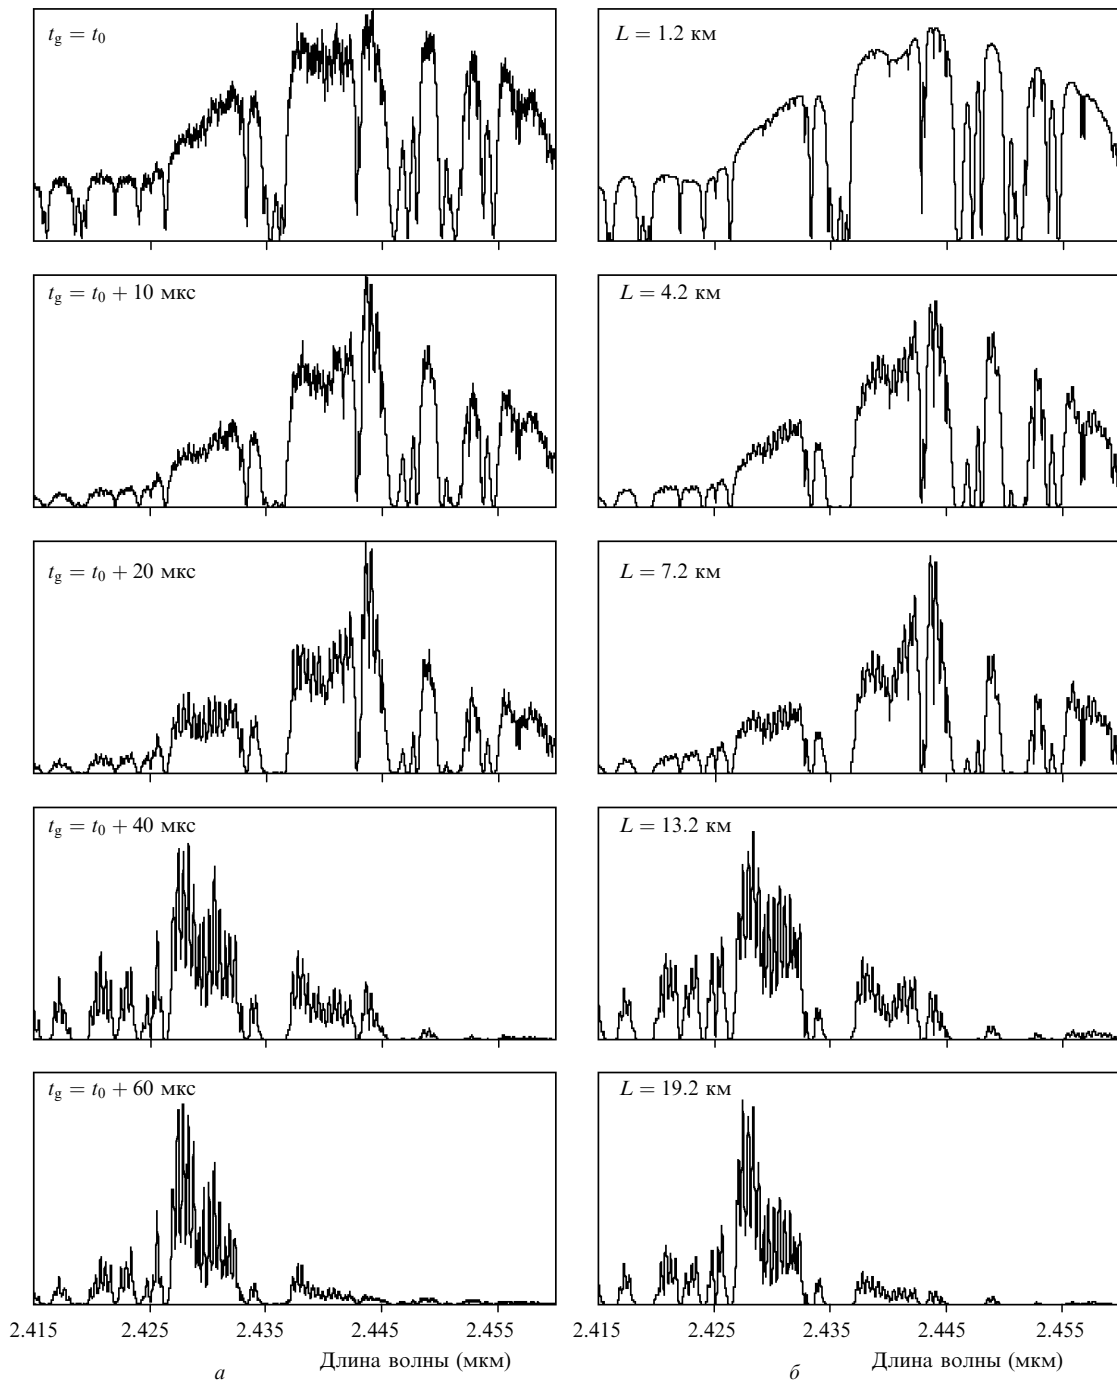 t_g = t_0
L = 1.2 км
t_g = t_0 + 10 мкс
L = 4.2 км
t_g = t_0 + 20 мкс
L = 7.2 км
t_g = t_0 + 40 мкс
L = 13.2 км
t_g = t_0 + 60 мкс
L = 19.2 км
2.415 2.425 2.435 2.445 2.455
2.415 2.425 2.435 2.445 2.455
Длина волны (мкм)
Длина волны (мкм)
а
б